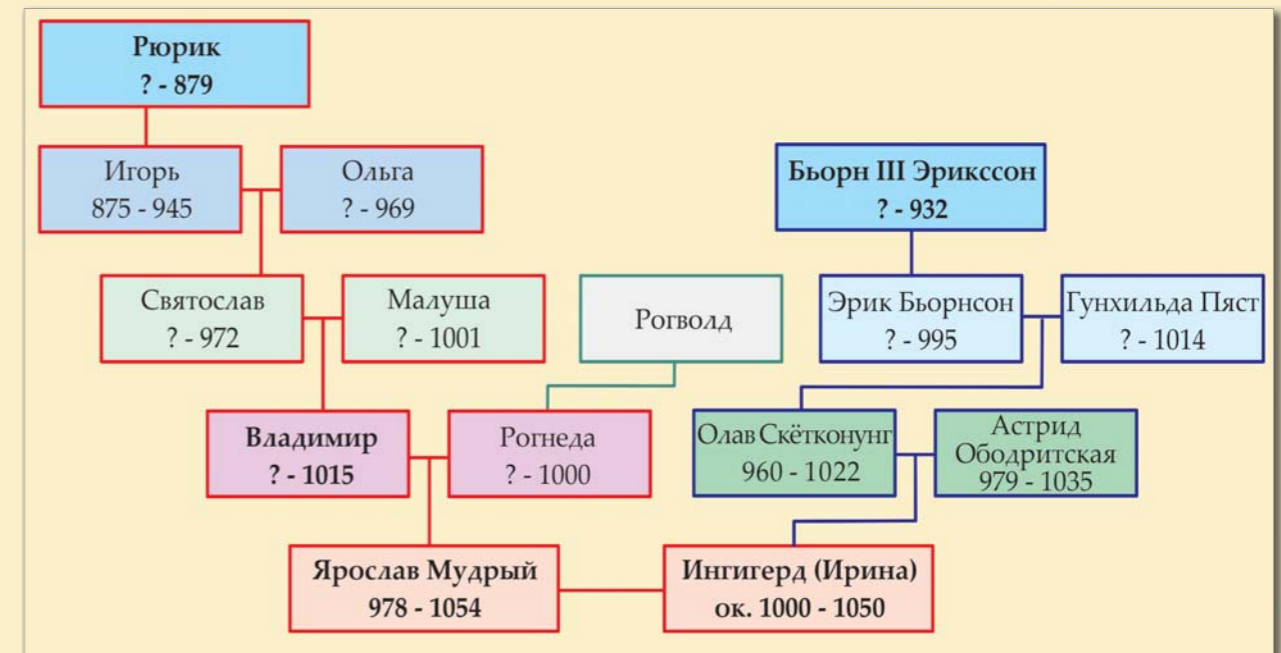 Рюрик
? - 879
Игорь
875 - 945
Ольга
? - 969
Бьорн III Эрикссон
? - 932
Святослав
? - 972
Малуша
? - 1001
Рогволд
Эрик Бьорнсон
? - 995
Гунхильда Пяст
? - 1014
Владимир
? - 1015
Рогнеда
? - 1000
Олав Скётконунг
960 - 1022
Астрид
Ободритская
979 - 1035
Ярослав Мудрый
978 - 1054
Ингигерд (Ирина)
ок. 1000 - 1050